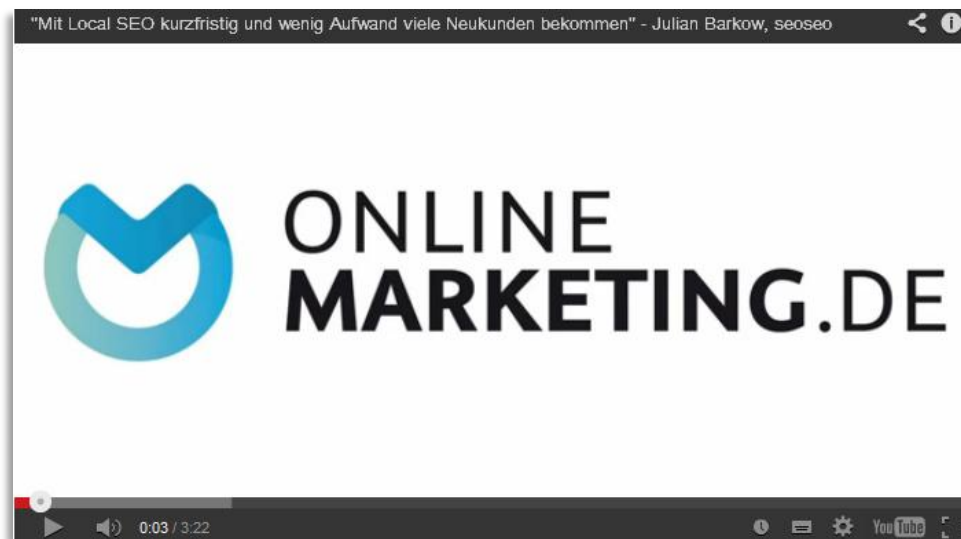 "Mit Local SEO kurzfristig und wenig Aufwand viele Neukunden bekommen" - Julian Barkow, seoseo
ONLINE
MARKETING.DE
0:03 / 3:22
YouTube